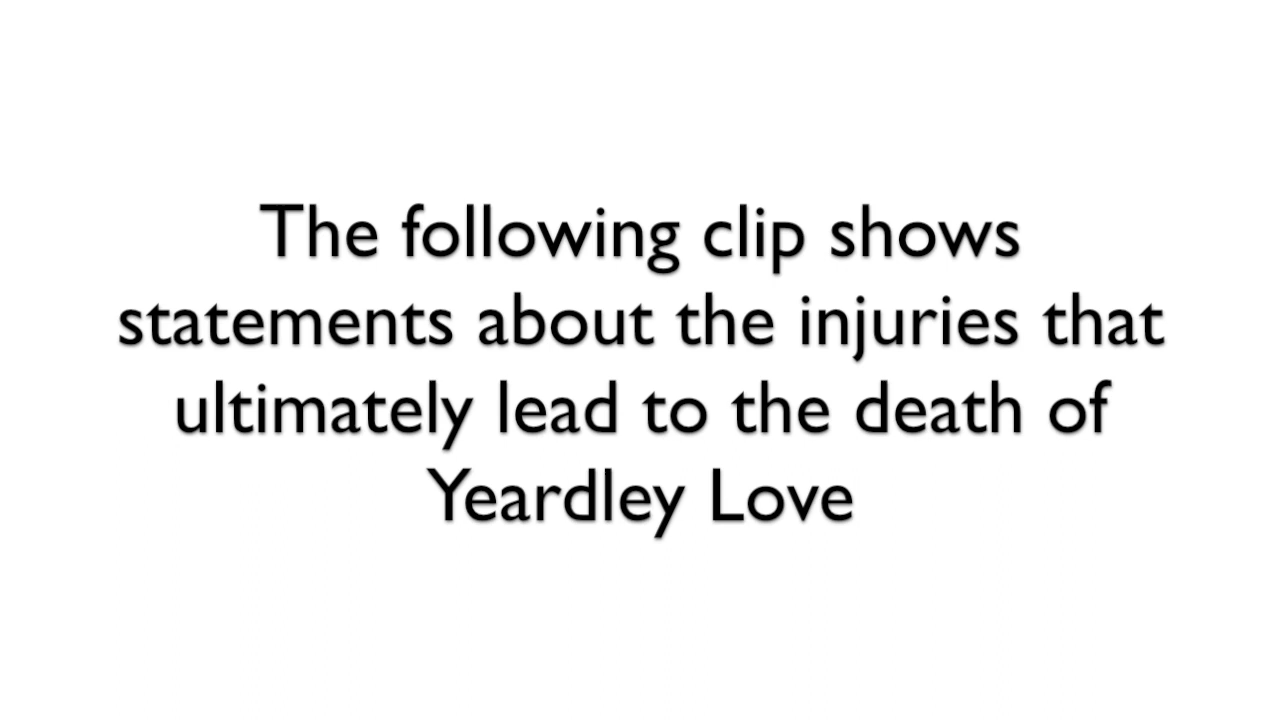 The following clip shows
statements about the injuries that
ultimately lead to the death of
Yeardley Love